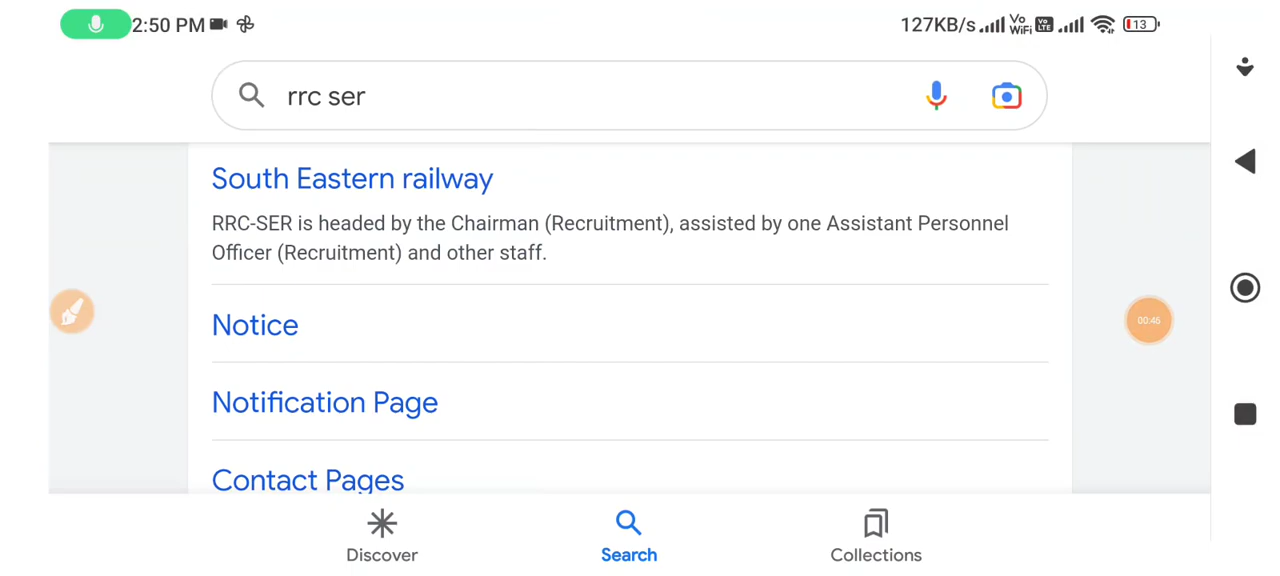 2:50 PM
127KB/s Vo WiFi Vo LTE 13
rrc ser
South Eastern railway
RRC-SER is headed by the Chairman (Recruitment), assisted by one Assistant Personnel
Officer (Recruitment) and other staff.
Notice
00:46
Notification Page
Contact Pages
Discover
Search
Collections